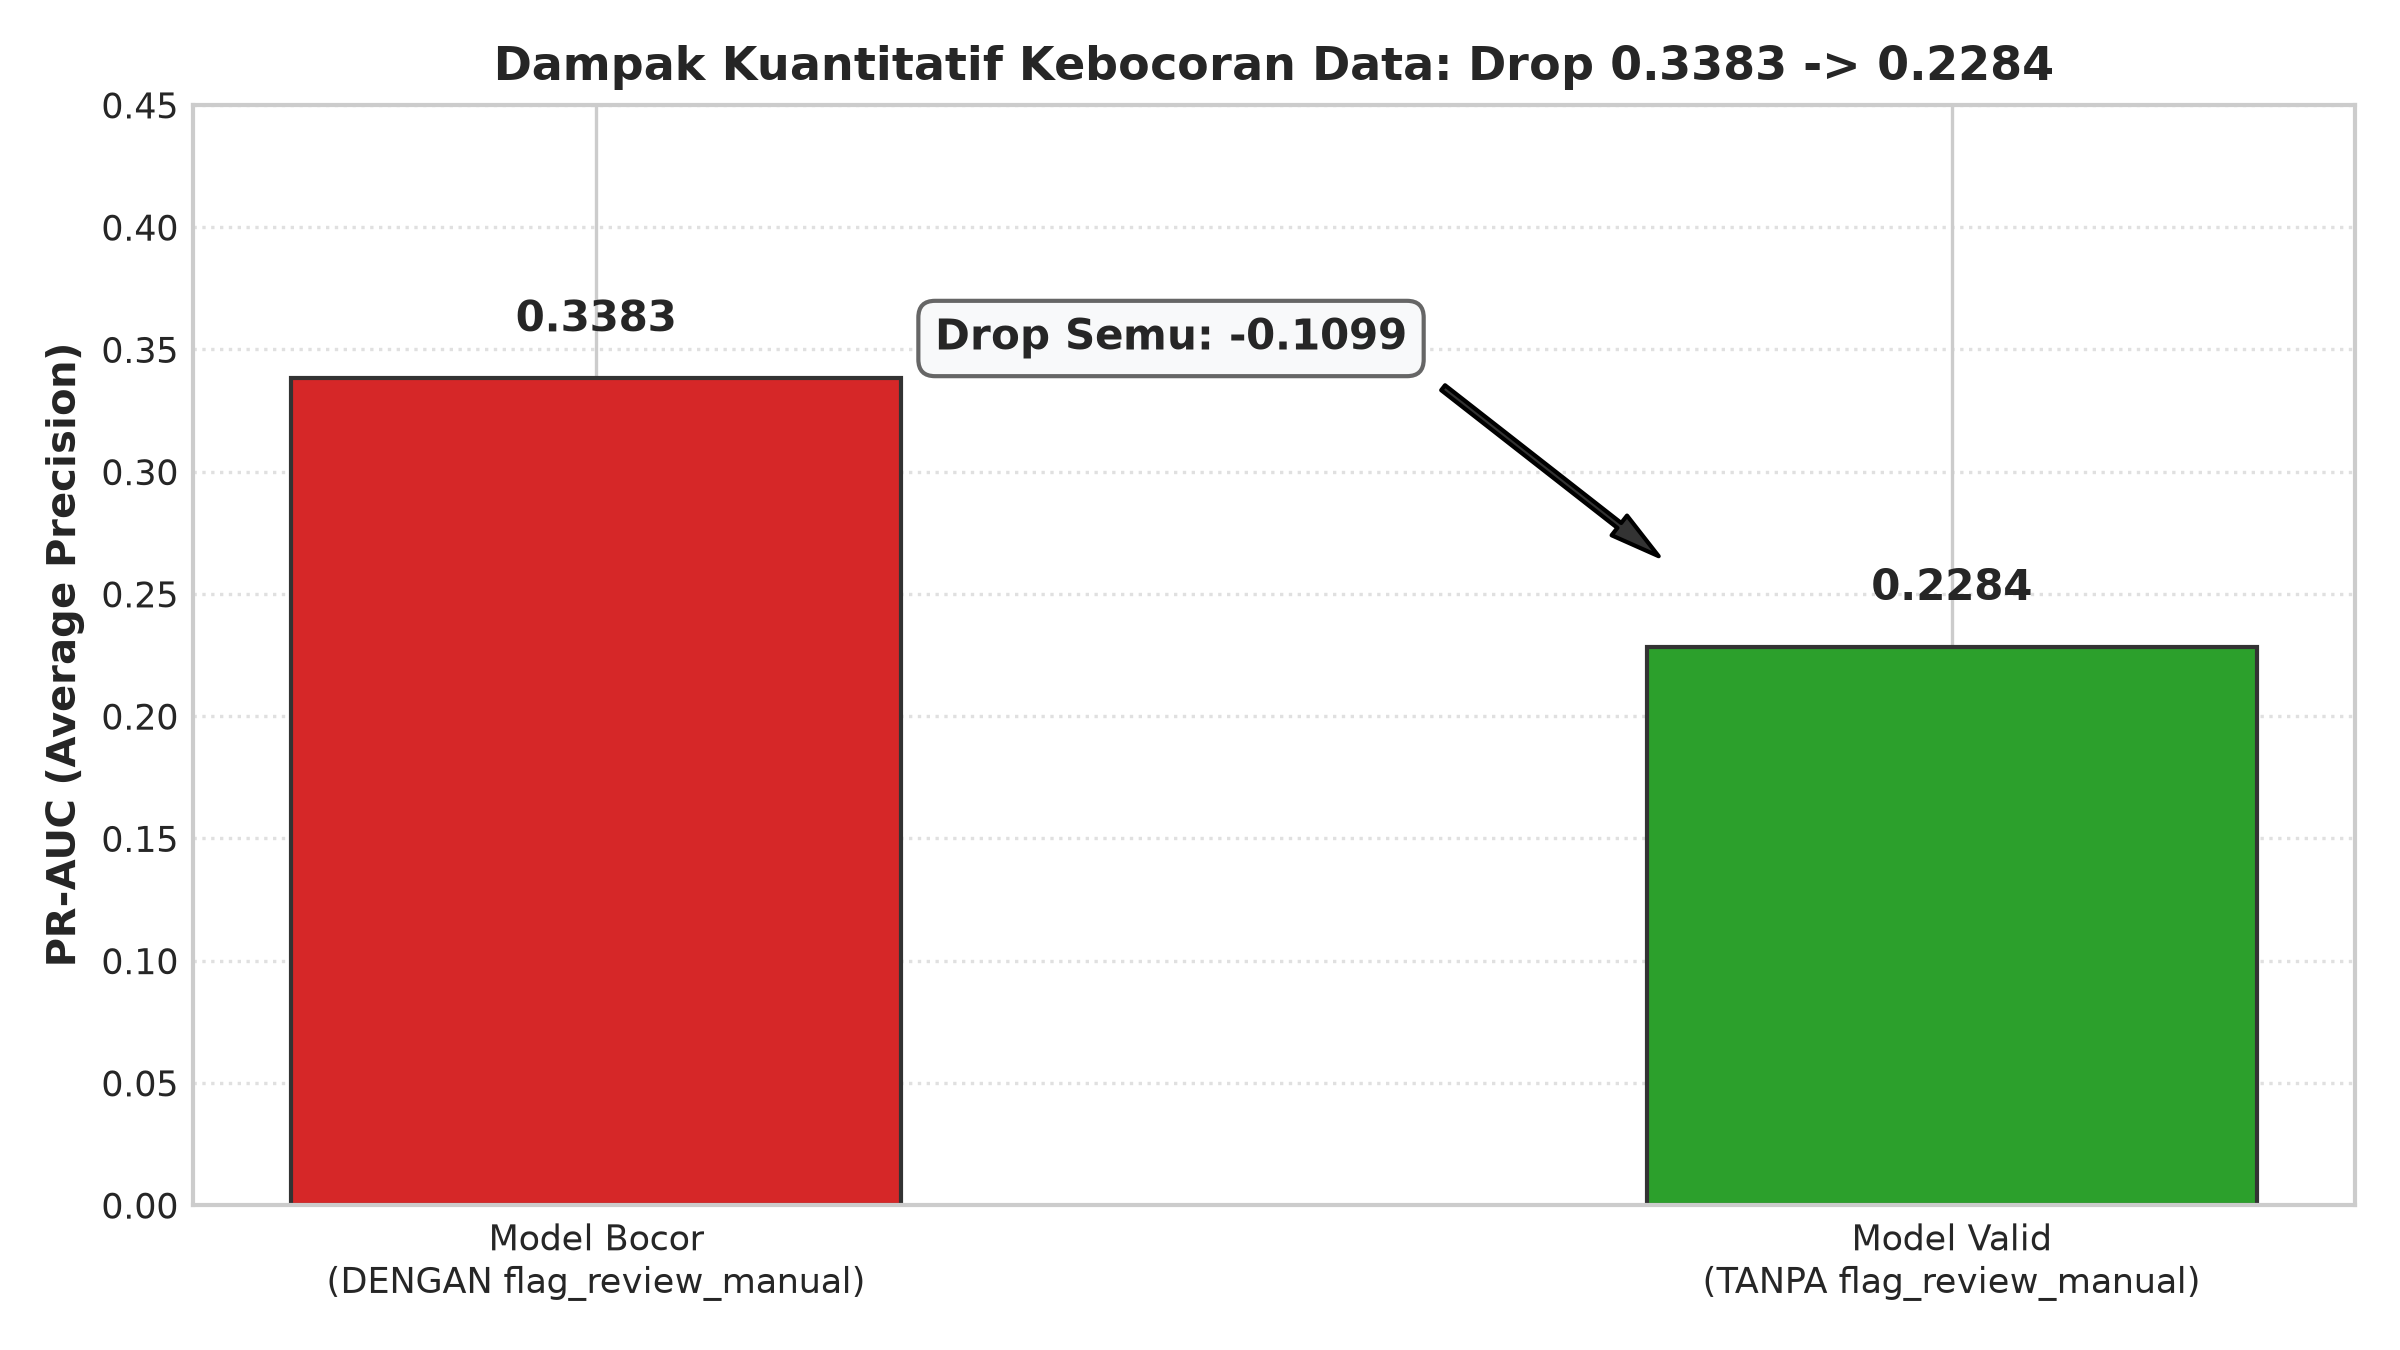 Dampak Kuantitatif Kebocoran Data: Drop 0.3383 -> 0.2284
PR-AUC (Average Precision)
0.45
0.40
0.35
0.30
0.25
0.20
0.15
0.10
0.05
0.00
0.3383
Drop Semu: -0.1099
0.2284
Model Bocor
(DENGAN flag_review_manual)
Model Valid
(TANPA flag_review_manual)